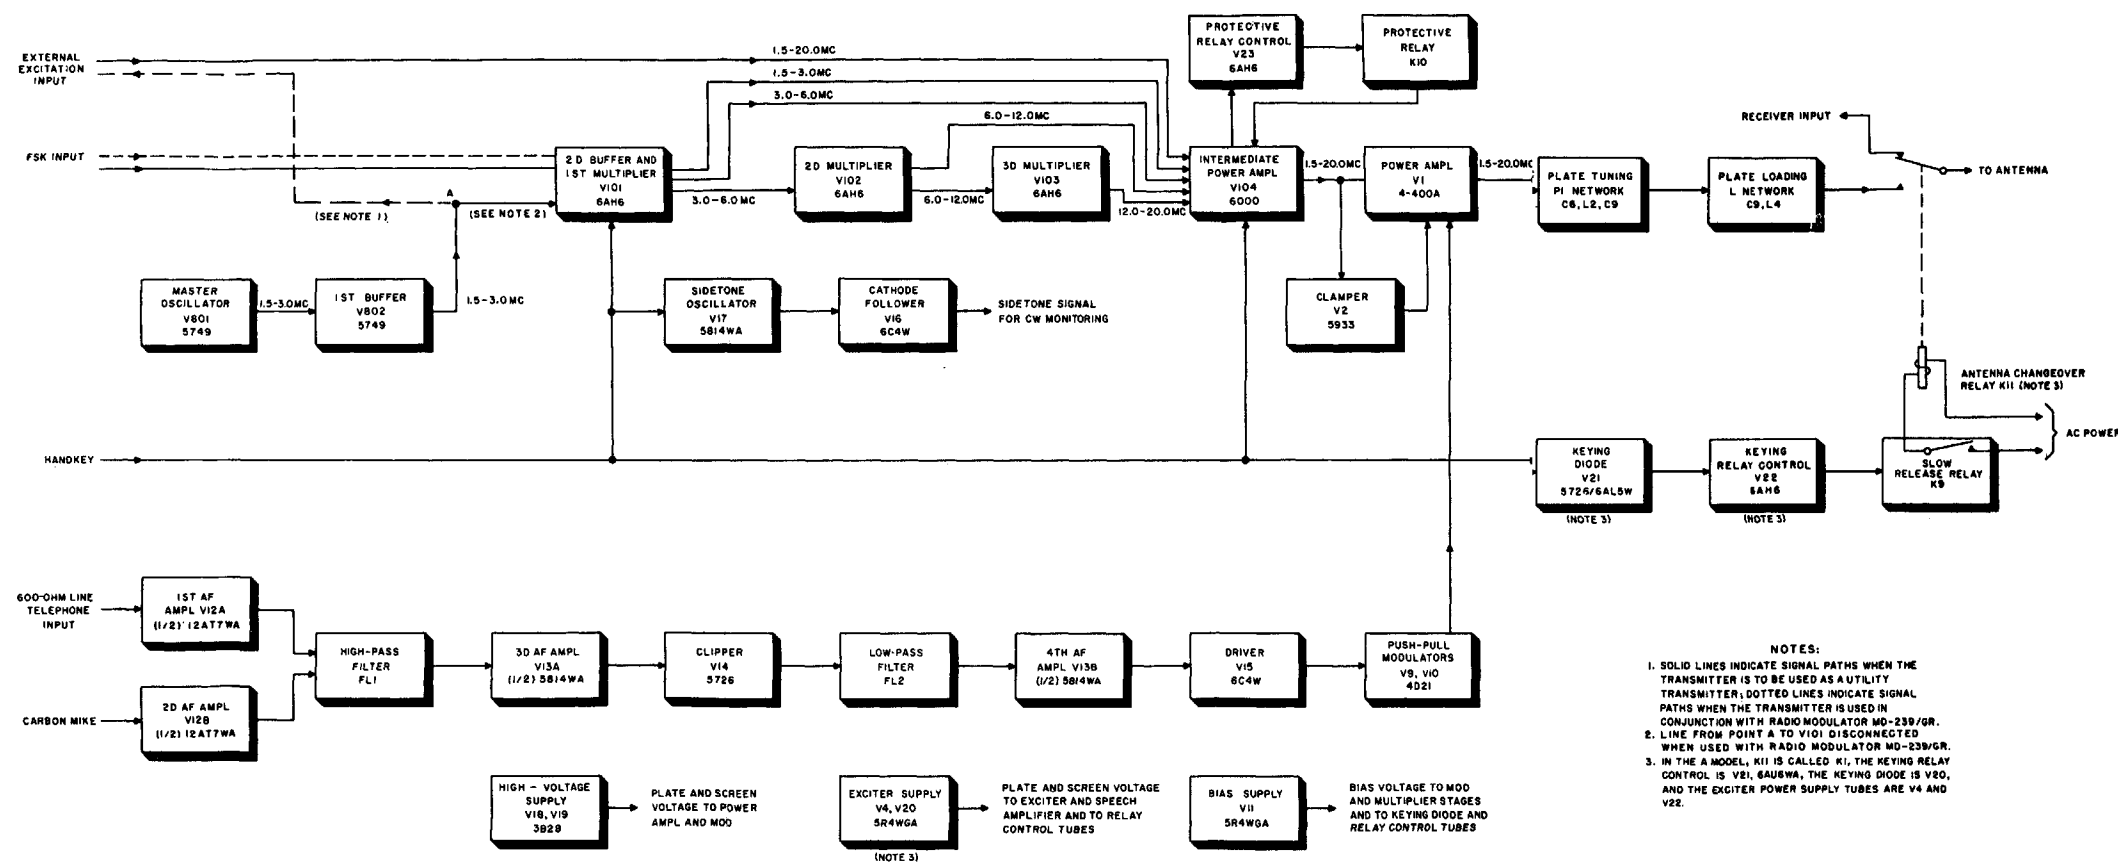 EXTERNAL
EXCITATION
INPUT
1.5-20.0MC
1.5-3.0MC
3.0-6.0MC
6.0-12.0MC
PROTECTIVE
RELAY CONTROL
V23
6AH6
PROTECTIVE
RELAY
K10
RECEIVER INPUT
FSK INPUT
2D BUFFER AND
1ST MULTIPLIER
V101
6AH6
3.0-6.0MC
2D MULTIPLIER
V102
6AH6
6.0-12.0MC
3D MULTIPLIER
V103
6AH6
12.0-20.0MC
INTERMEDIATE
POWER AMPL
V104
6000
1.5-20.0MC
POWER AMPL
V1
4-400A
1.5-20.0MC
PLATE TUNING
PI NETWORK
C6, L2, C9
PLATE LOADING
L NETWORK
C9, L4
TO ANTENNA
A
(SEE NOTE 1)
(SEE NOTE 2)
MASTER
OSCILLATOR
V801
5749
1.5-3.0MC
1ST BUFFER
V802
5749
1.5-3.0MC
SIDETONE
OSCILLATOR
V17
5814WA
CATHODE
FOLLOWER
V16
6C4W
SIDETONE SIGNAL
FOR CW MONITORING
CLAMPER
V2
5933
ANTENNA CHANGEOVER
RELAY K11 (NOTE 3)
AC POWER
HANDKEY
KEYING
DIODE
V21
5726/6AL5W
(NOTE 3)
KEYING
RELAY CONTROL
V22
6AH6
(NOTE 3)
SLOW
RELEASE RELAY
K9
600-OHM LINE
TELEPHONE
INPUT
1ST AF
AMPL V12A
(1/2) 12AT7WA
CARBON MIKE
2D AF AMPL
V12B
(1/2) 12AT7WA
HIGH-PASS
FILTER
FL1
3D AF AMPL
V13A
(1/2) 5814WA
CLIPPER
V14
5726
LOW-PASS
FILTER
FL2
4TH AF
AMPL V13B
(1/2) 5814WA
DRIVER
V15
6C4W
PUSH-PULL
MODULATORS
V9, V10
4D21
HIGH - VOLTAGE
SUPPLY
V18, V19
3B28
PLATE AND SCREEN
VOLTAGE TO POWER
AMPL AND MOD
EXCITER SUPPLY
V4, V20
5R4WGA
(NOTE 3)
PLATE AND SCREEN VOLTAGE
TO EXCITER AND SPEECH
AMPLIFIER AND TO RELAY
CONTROL TUBES
BIAS SUPPLY
V11
5R4WGA
BIAS VOLTAGE TO MOD
AND MULTIPLIER STAGES
AND TO KEYING DIODE AND
RELAY CONTROL TUBES
NOTES:
1. SOLID LINES INDICATE SIGNAL PATHS WHEN THE
TRANSMITTER IS TO BE USED AS A UTILITY
TRANSMITTER; DOTTED LINES INDICATE SIGNAL
PATHS WHEN THE TRANSMITTER IS USED IN
CONJUNCTION WITH RADIO MODULATOR MD-239/GR.
2. LINE FROM POINT A TO V101 DISCONNECTED
WHEN USED WITH RADIO MODULATOR MD-239/GR.
3. IN THE A MODEL, K11 IS CALLED K1, THE KEYING RELAY
CONTROL IS V21, 6AU6WA, THE KEYING DIODE IS V20,
AND THE EXCITER POWER SUPPLY TUBES ARE V4 AND
V22.